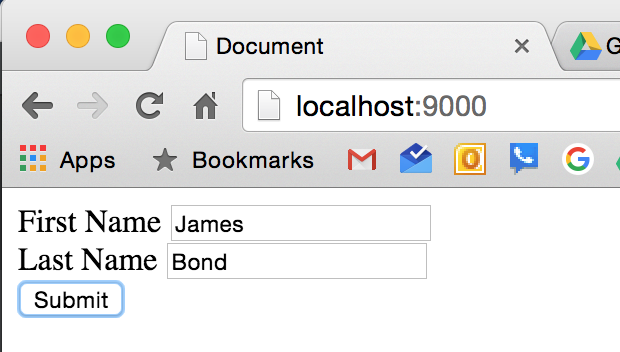 Document
G
localhost:9000
Apps Bookmarks
First Name James
Last Name Bond
Submit